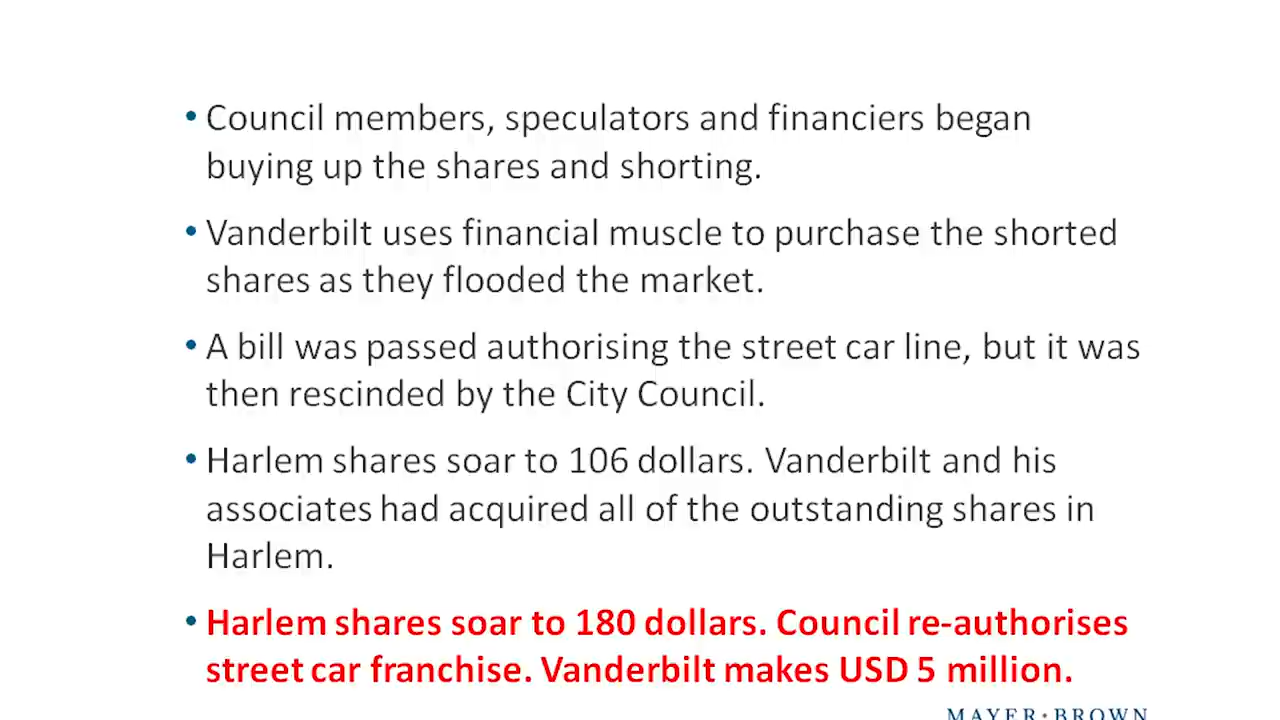 • Council members, speculators and financiers began
buying up the shares and shorting.
• Vanderbilt uses financial muscle to purchase the shorted
shares as they flooded the market.
• A bill was passed authorising the street car line, but it was
then rescinded by the City Council.
• Harlem shares soar to 106 dollars. Vanderbilt and his
associates had acquired all of the outstanding shares in
Harlem.
• Harlem shares soar to 180 dollars. Council re-authorises
street car franchise. Vanderbilt makes USD 5 million.
MAYER • BROWN